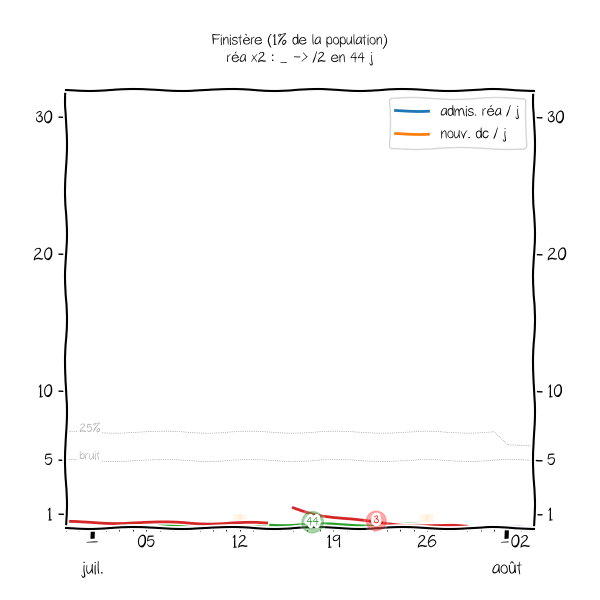 Finistère (1% de la population)
réa x2 : _ -> /2 en 44 j
admis. réa / j
nouv. dc / j
30
30
20
20
10
10
25%
5
bruit
5
1
44
3
1
05
12
19
26
02
juil.
août